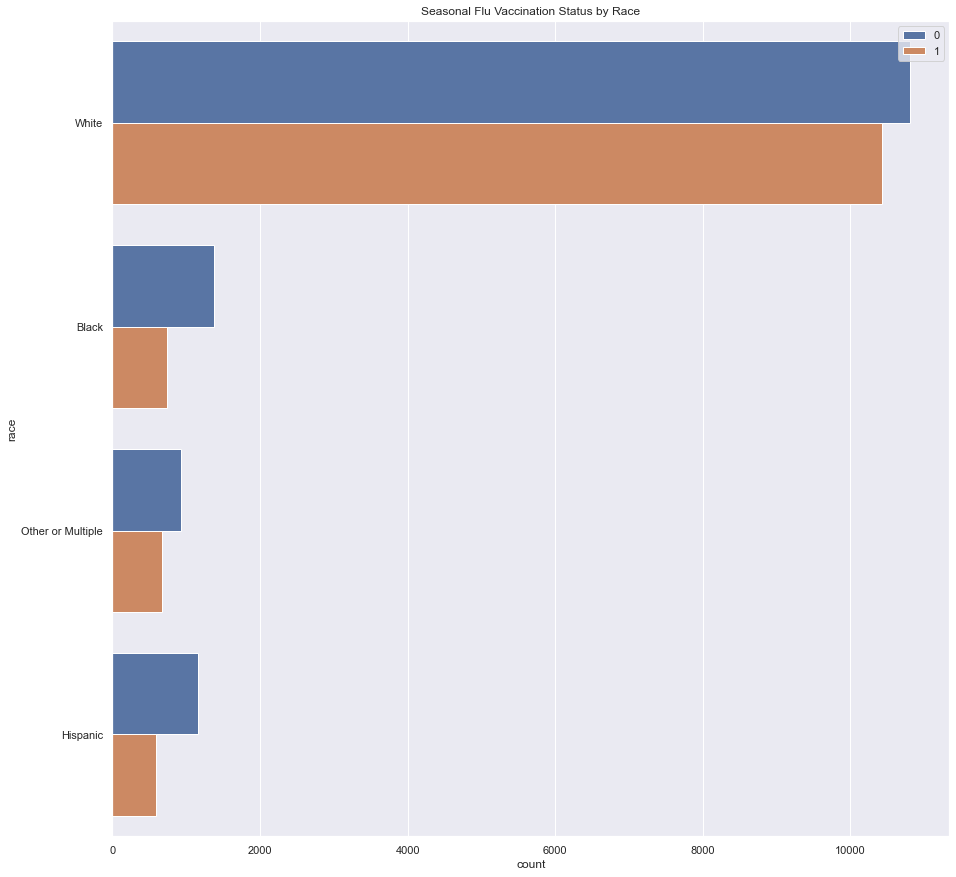 Seasonal Flu Vaccination Status by Race
0
1
White
Black
Other or Multiple
Hispanic
race
0 2000 4000 6000 8000 10000
count